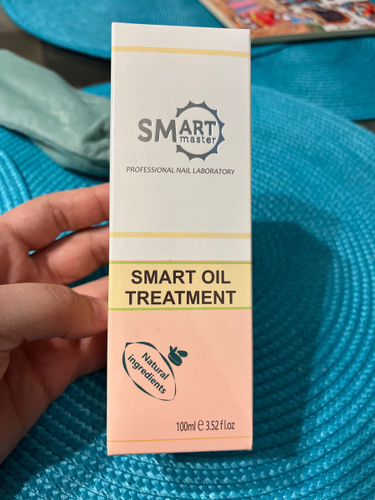 SMART
master
PROFESSIONAL NAIL LABORATORY
SMART OIL
TREATMENT
Natural
ingredients
100ml ℮ 3.52 fl.oz